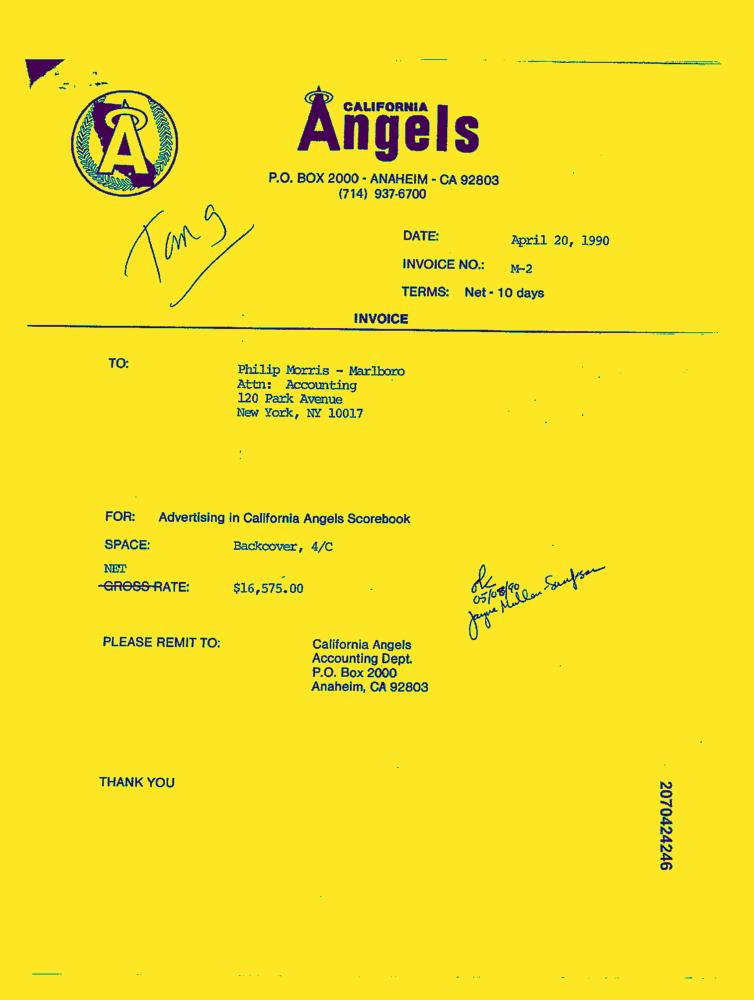 CALIFORNIA
Angels
A
P.O. BOX 2000 - ANAHEIM - CA 92803
(714) 937-6700
DATE: April 20, 1990
INVOICE NO.: M-2
TERMS: Net - 10 days
INVOICE
TO: Philip Morris - Marlboro
Attn: Accounting
120 Park Avenue
New York, NY 10017
FOR: Advertising in California Angels Scorebook
SPACE: Backcover, 4/C
NET
GROSS RATE: $16,575.00
ok
05/08/90
Jayne
PLEASE REMIT TO: California Angels
Accounting Dept.
P.O. Box 2000
Anaheim, CA 92803
THANK YOU
2070424246